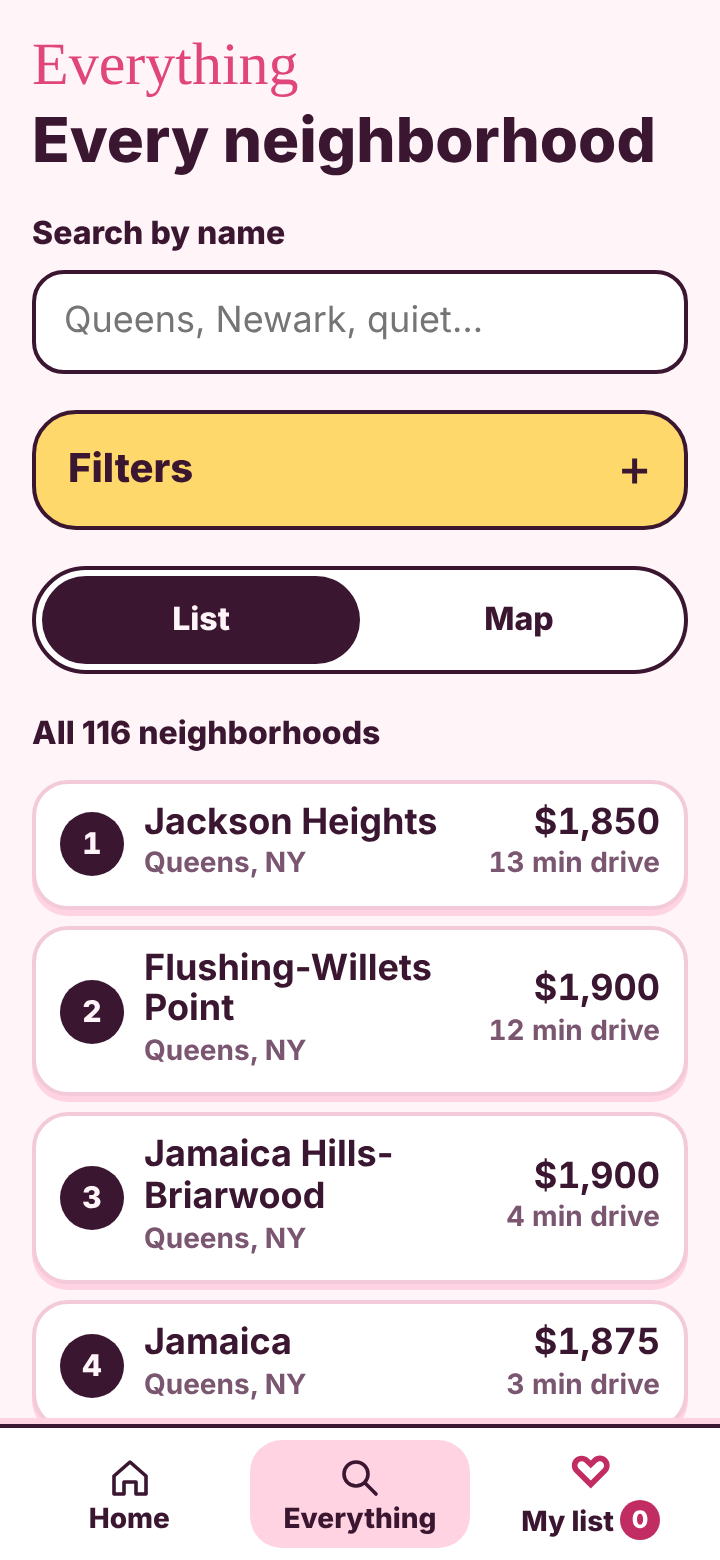 Everything
Every neighborhood
Search by name
Queens, Newark, quiet...
Filters +
List Map
All 116 neighborhoods
1 Jackson Heights $1,850
Queens, NY 13 min drive
2 Flushing-Willets
Point $1,900
Queens, NY 12 min drive
3 Jamaica Hills-
Briarwood $1,900
Queens, NY 4 min drive
4 Jamaica $1,875
Queens, NY 3 min drive
Home Everything My list 0